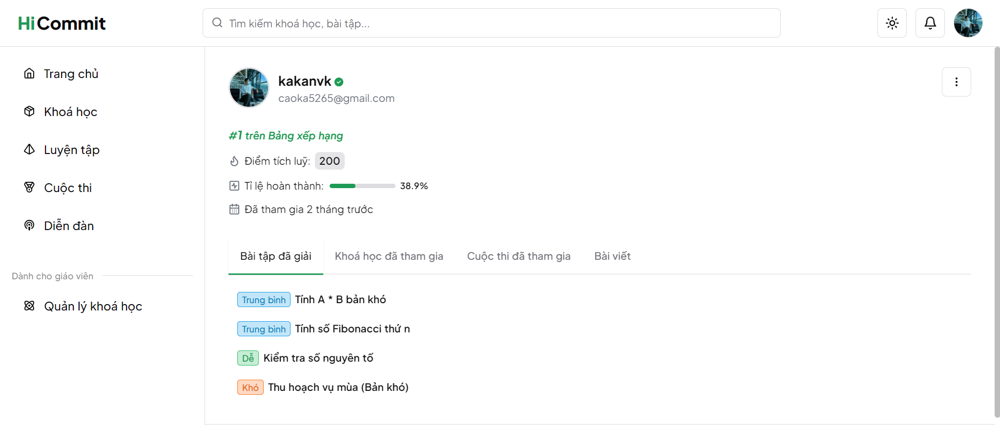 HiCommit
Tìm kiếm khoá học, bài tập...
Trang chủ
Khoá học
Luyện tập
Cuộc thi
Diễn đàn
Dành cho giáo viên
Quản lý khoá học
kakanvk
caoka5265@gmail.com
#1 trên Bảng xếp hạng
Điểm tích luỹ: 200
Tỉ lệ hoàn thành: 38.9%
Đã tham gia 2 tháng trước
Bài tập đã giải Khoá học đã tham gia Cuộc thi đã tham gia Bài viết
Trung bình Tính A * B bản khó
Trung bình Tính số Fibonacci thứ n
Dễ Kiểm tra số nguyên tố
Khó Thu hoạch vụ mùa (Bản khó)